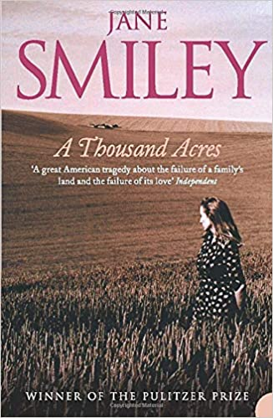 JANE
SMILEY
A Thousand Acres
'A great American tragedy about the failure of a family's
land and the failure of its love' Independent
WINNER OF THE PULITZER PRIZE